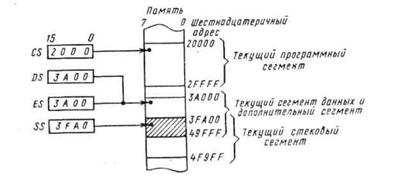 Память
15 0
7 0
Шестнадцатеричный адрес
CS 2000
DS 3A00
ES 3A00
SS 3FA0
20000
Текущий программный сегмент
2FFFF
3A000
Текущий сегмент данных и дополнительный сегмент
3FA00
49FFF
Текущий стековый сегмент
4F9FF